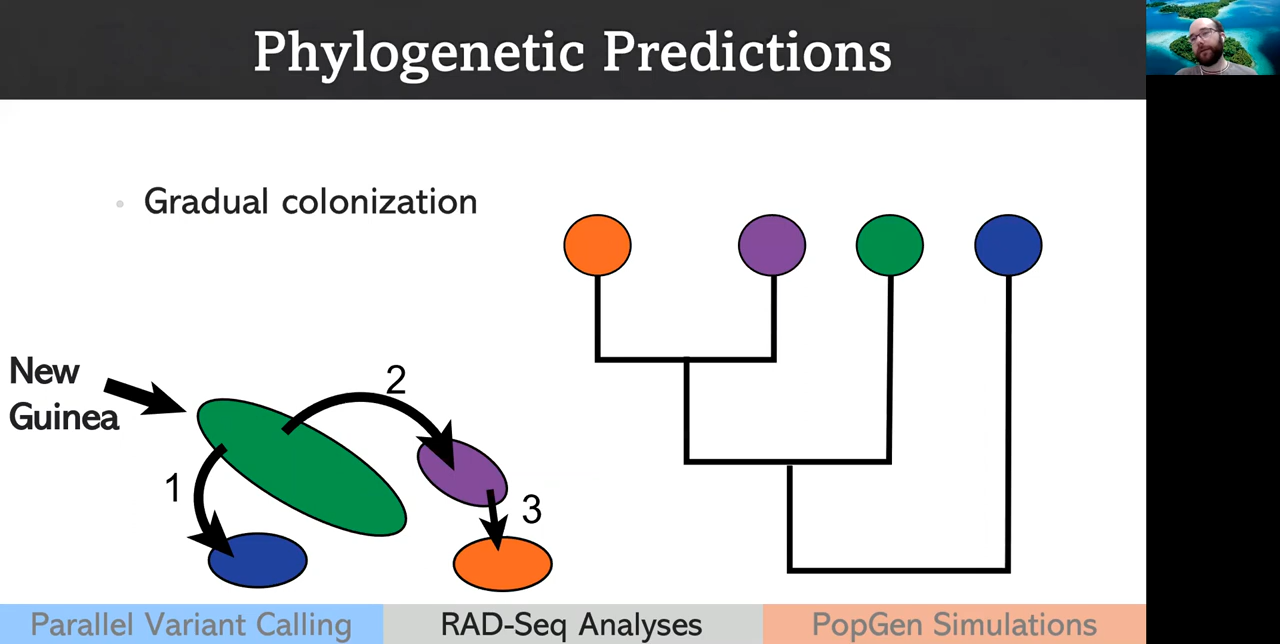 Phylogenetic Predictions
Gradual colonization
New
Guinea
2
1
3
Parallel Variant Calling
RAD-Seq Analyses
PopGen Simulations